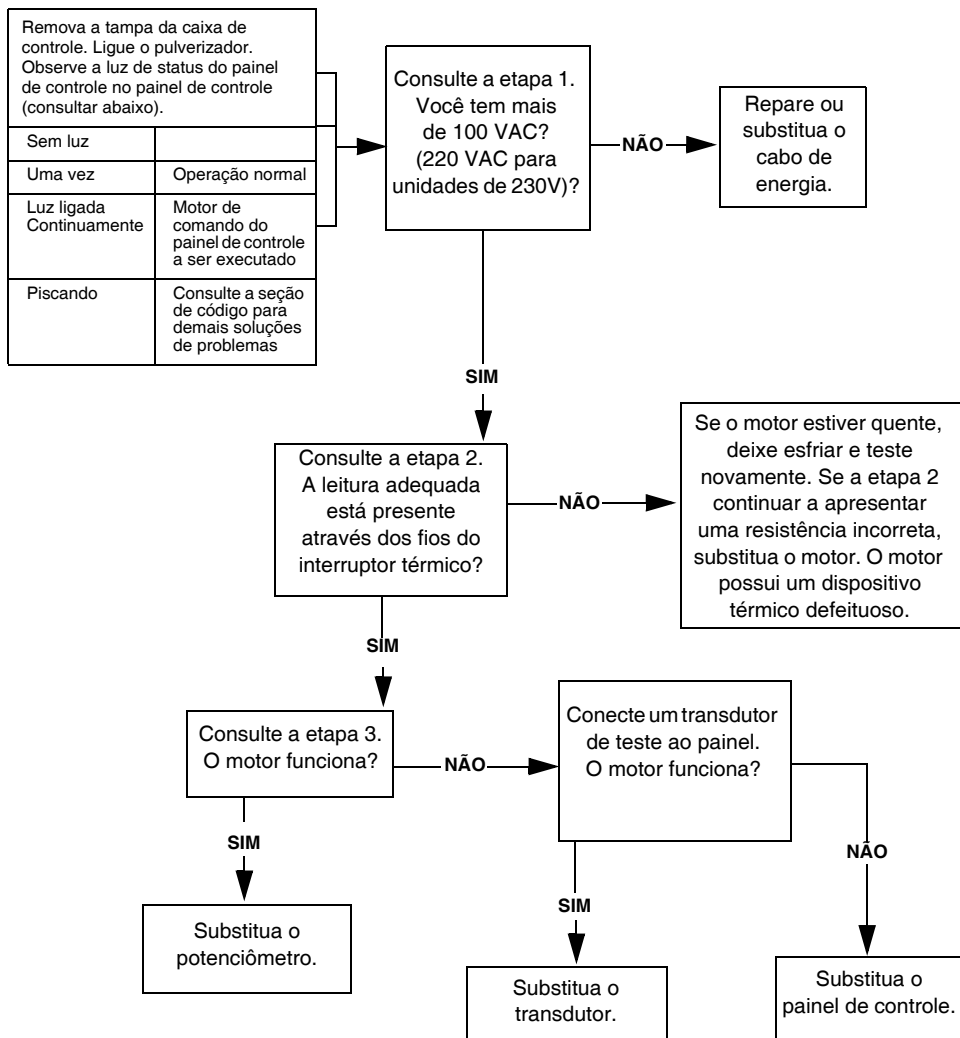 Remova a tampa da caixa de
controle. Ligue o pulverizador.
Observe a luz de status do painel
de controle no painel de controle
(consultar abaixo).
Sem luz
Uma vez
Operação normal
Luz ligada
Continuamente
Motor de
comando do
painel de controle
a ser executado
Piscando
Consulte a seção
de código para
demais soluções
de problemas
Consulte a etapa 1.
Você tem mais
de 100 VAC?
(220 VAC para
unidades de 230V)?
NÃO
Repare ou
substitua o
cabo de
energia.
SIM
Consulte a etapa 2.
A leitura adequada
está presente
através dos fios do
interruptor térmico?
NÃO
Se o motor estiver quente,
deixe esfriar e teste
novamente. Se a etapa 2
continuar a apresentar
uma resistência incorreta,
substitua o motor. O motor
possui um dispositivo
térmico defeituoso.
SIM
Consulte a etapa 3.
O motor funciona?
NÃO
Conecte um transdutor
de teste ao painel.
O motor funciona?
SIM
NÃO
SIM
Substitua o
potenciômetro.
Substitua o
transdutor.
Substitua o
painel de controle.